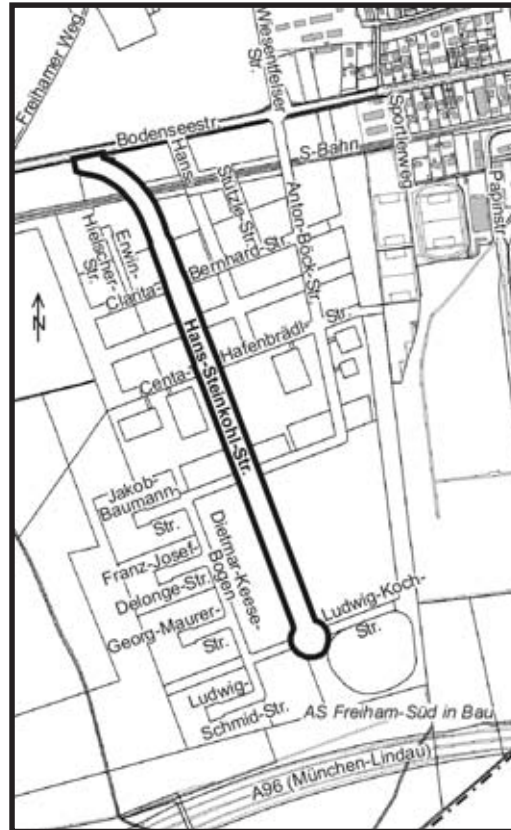 Freihamer Weg
Wiesentfelser
Str.
Bodenseestr.
Hans-
Stützle-Str.
S-Bahn
Sportlerweg
Papinstr.
Anton-Böck-Str.
Erwin-
Hielscher-
Str.
Clarita-
Bernhard-
Str.
N
Hans-Steinkohl-Str.
Centa-
Hafenbrädl-
Str.
Jakob-
Baumann-
Str.
Franz-Josef-
Delonge-Str.
Georg-Maurer-
Str.
Dietmar-Keese-
Bogen
Ludwig-
Schmid-Str.
Ludwig-Koch-
Str.
AS Freiham-Süd in Bau
A96 (München-Lindau)